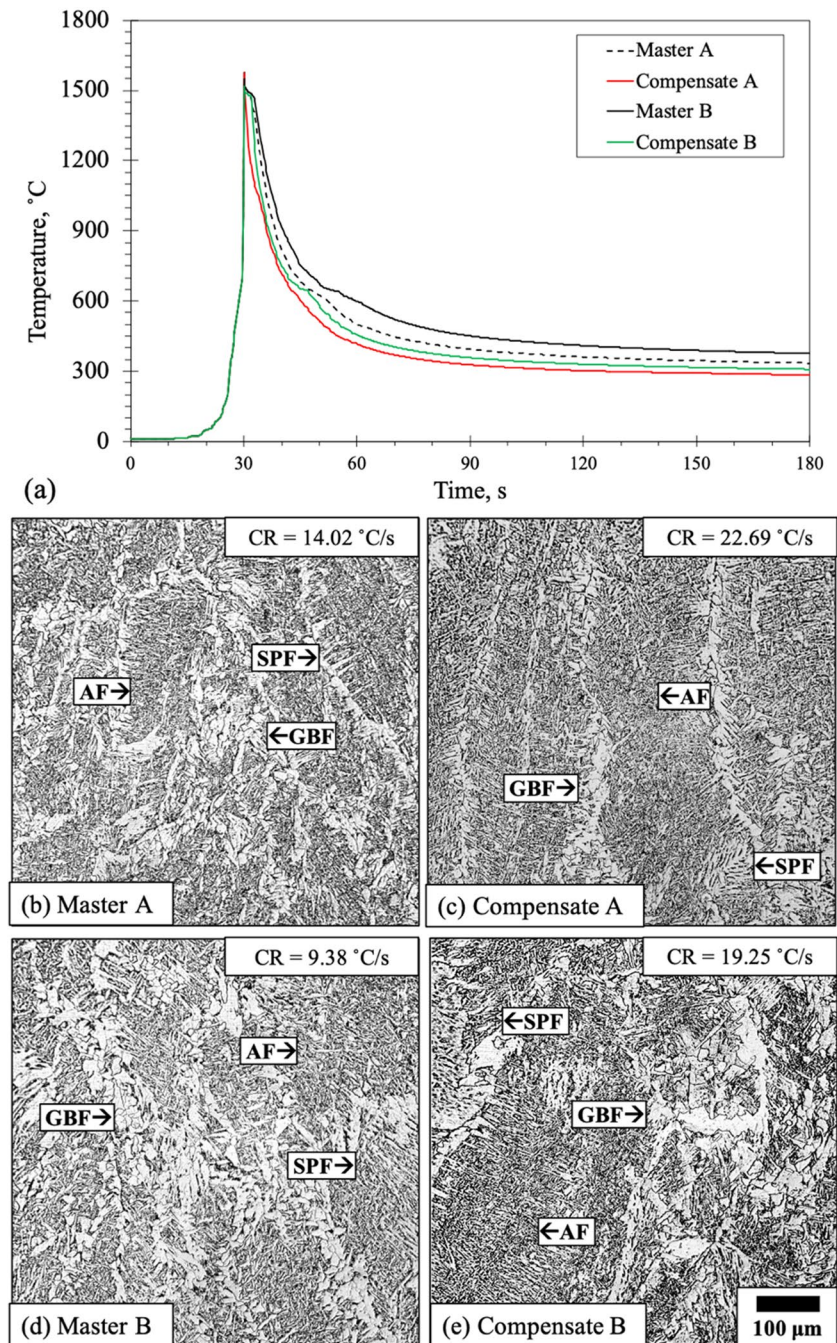 1800
1500
1200
900
600
300
0
Temperature, ˚C
Master A
Compensate A
Master B
Compensate B
0 30 60 90 120 150 180
(a)
Time, s
CR = 14.02 ˚C/s
SPF→
AF→
←GBF
(b) Master A
CR = 22.69 ˚C/s
←AF
GBF→
←SPF
(c) Compensate A
CR = 9.38 ˚C/s
AF→
GBF→
SPF→
(d) Master B
CR = 19.25 ˚C/s
←SPF
GBF→
←AF
(e) Compensate B
100 µm